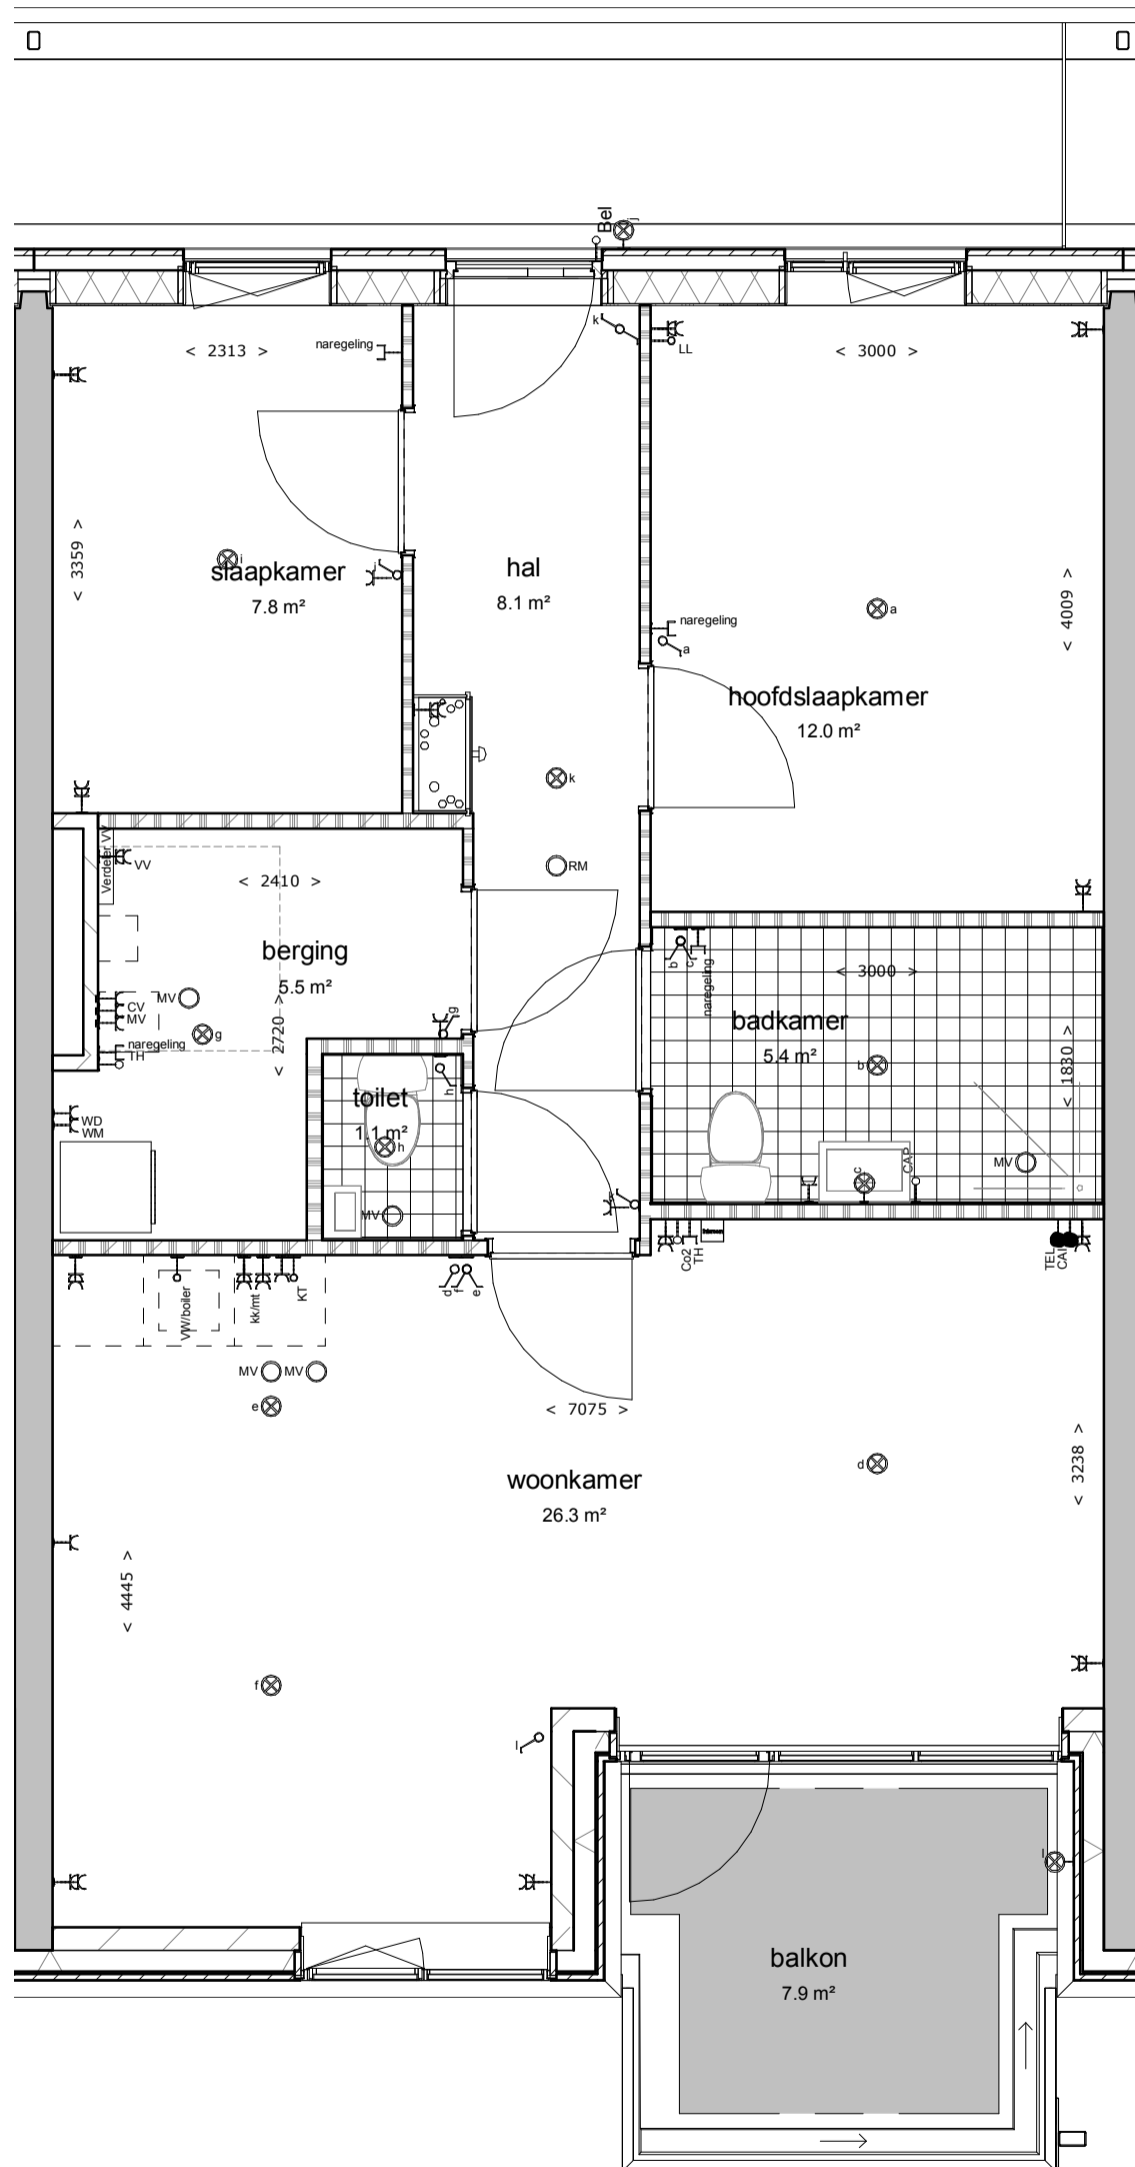 Bel
j
k
LL
< 2313 >
naregeling
< 3000 >
< 3359 >
i
slaapkamer
7.8 m²
i
hal
8.1 m²
a
< 4009 >
naregeling
a
hoofdslaapkamer
12.0 m²
k
RM
Verdeler VV
VV
< 2410 >
berging
5.5 m²
MV
CV
MV
g
naregeling
TH
< 2720 >
g
WD
WM
b
c
naregeling
< 3000 >
badkamer
5.4 m²
b
< 1830 >
toilet
1.1 m²
h
h
MV
c
CAP
MV
k
Co2
TH
TEL
CAI
VW/boiler
kk/mt
KT
d
f
e
MV
MV
e
< 7075 >
d
< 3238 >
woonkamer
26.3 m²
< 4445 >
f
l
l
balkon
7.9 m²